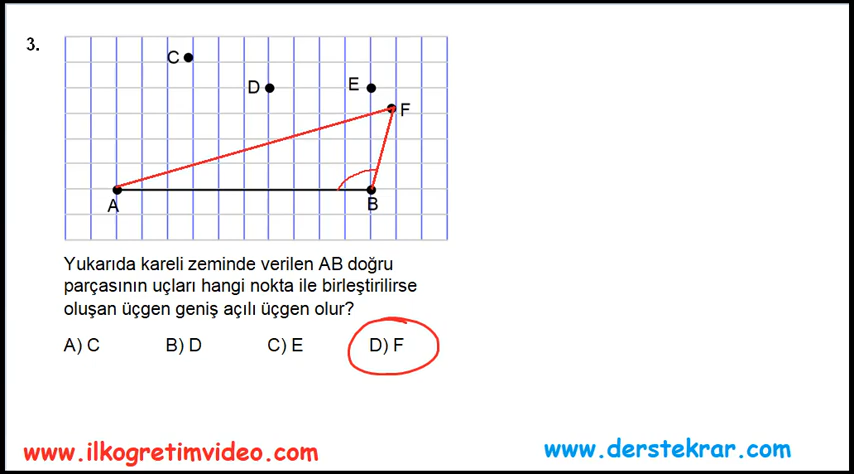 3.
C
D
E
F
A
B
Yukarıda kareli zeminde verilen AB doğru
parçasının uçları hangi nokta ile birleştirilirse
oluşan üçgen geniş açılı üçgen olur?
A) C B) D C) E D) F
www.ilkogretimvideo.com
www.derstekrar.com